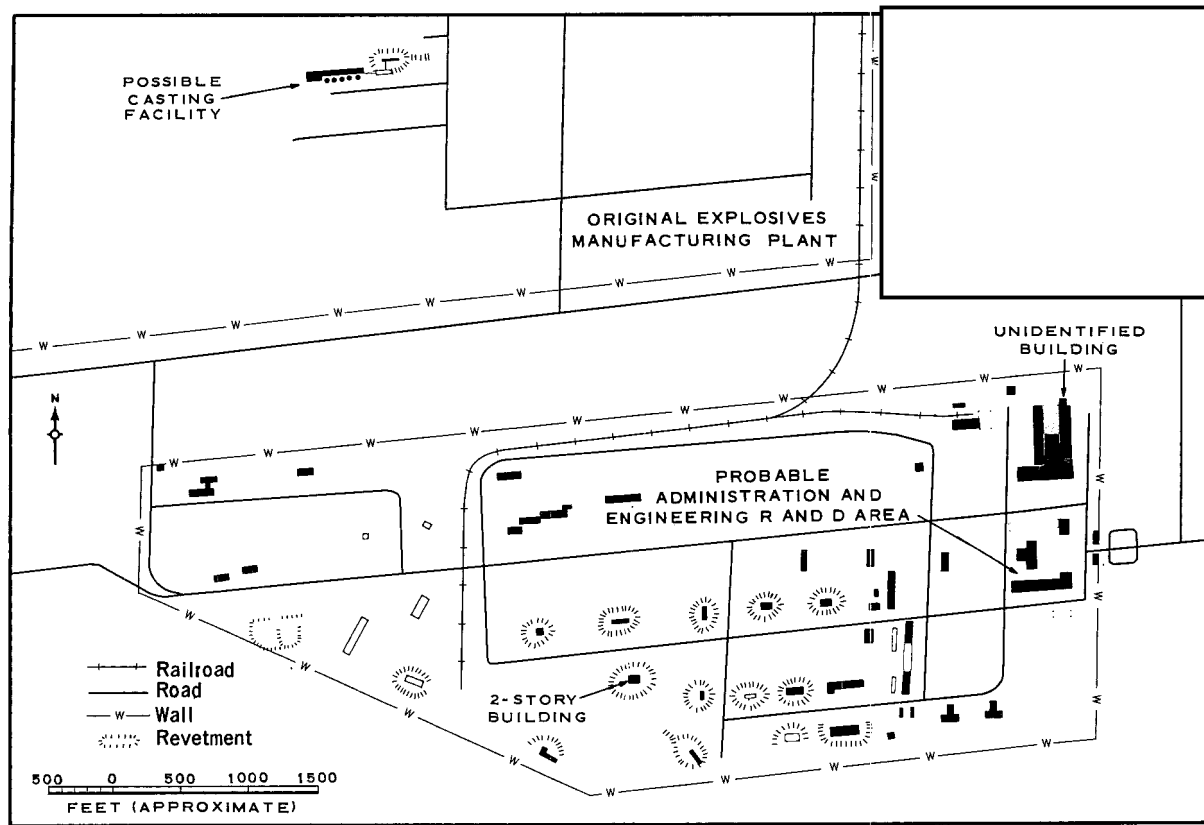 POSSIBLE
CASTING
FACILITY
ORIGINAL EXPLOSIVES
MANUFACTURING PLANT
W W W W W W W W W W W
UNIDENTIFIED
BUILDING
N
W W W W W W W W W W
PROBABLE
ADMINISTRATION AND
ENGINEERING R AND D AREA
W W W W
2-STORY
BUILDING
W W W W W W W W W
Railroad
Road
W Wall
Revetment
500 0 500 1000 1500
FEET (APPROXIMATE)